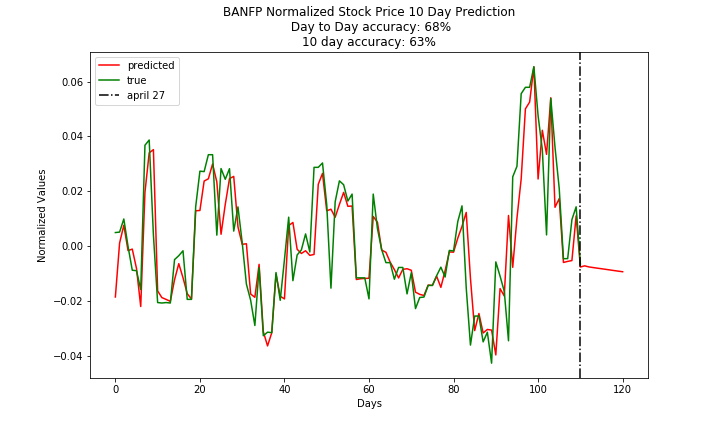 BANFP Normalized Stock Price 10 Day Prediction
Day to Day accuracy: 68%
10 day accuracy: 63%
predicted
true
april 27
Normalized Values
0.06
0.04
0.02
0.00
−0.02
−0.04
0 20 40 60 80 100 120
Days